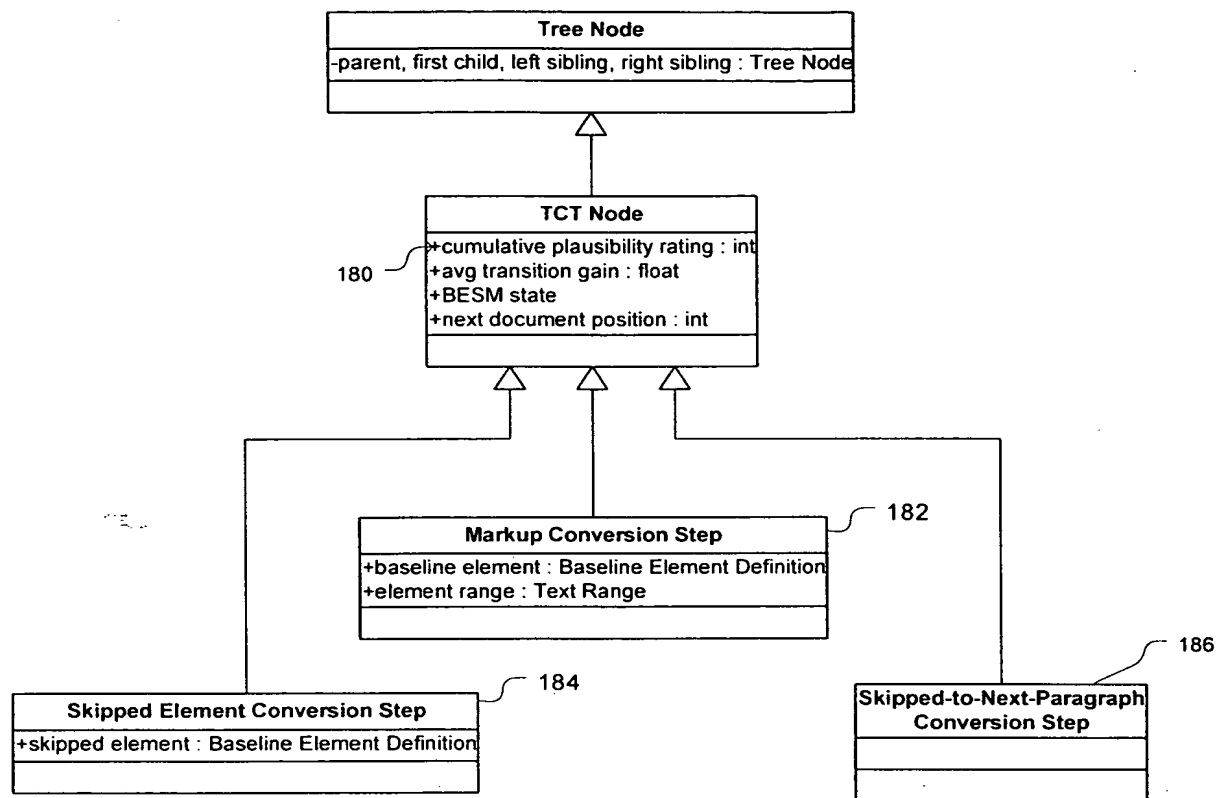 Tree Node
-parent, first child, left sibling, right sibling : Tree Node
TCT Node
180
+cumulative plausibility rating : int
+avg transition gain : float
+BESM state
+next document position : int
182
Markup Conversion Step
+baseline element : Baseline Element Definition
+element range : Text Range
184
Skipped Element Conversion Step
+skipped element : Baseline Element Definition
186
Skipped-to-Next-Paragraph
Conversion Step